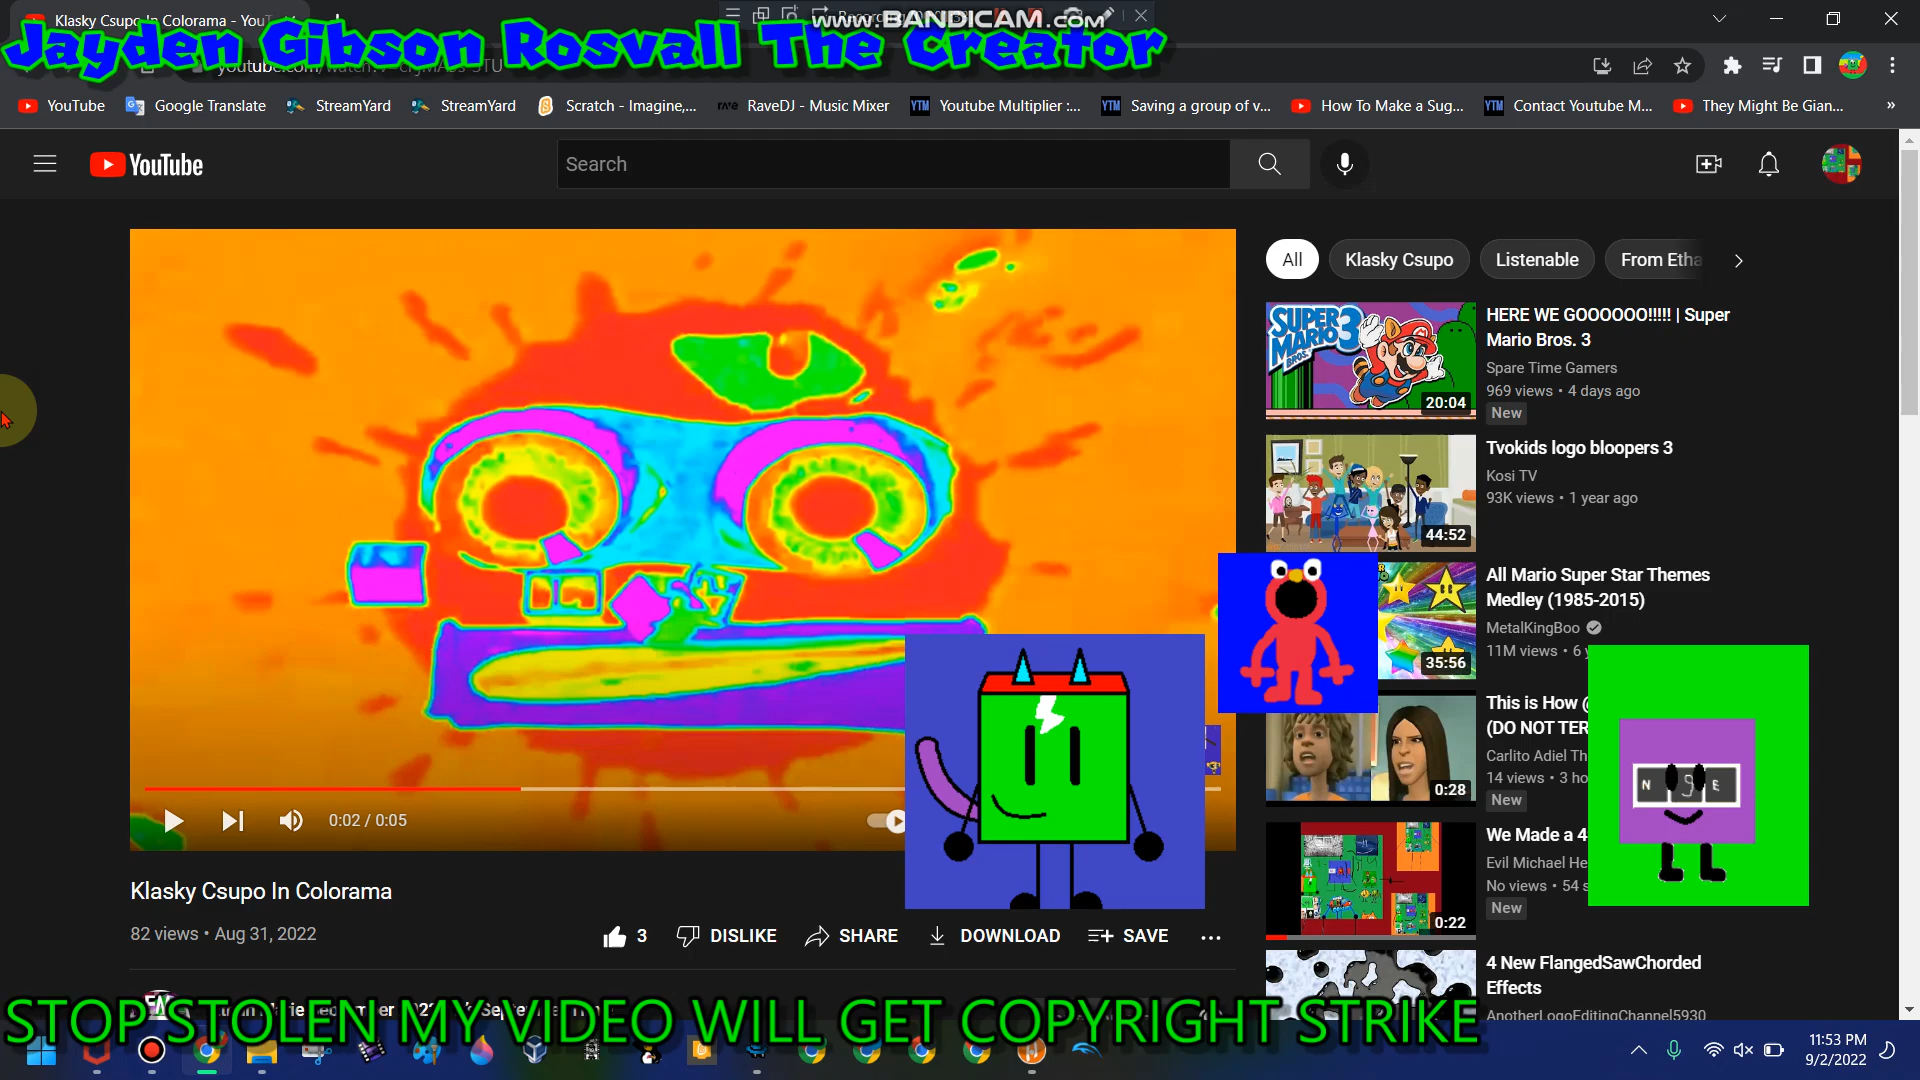 Klasky Csupo In Colorama - YouT
www.BANDICAM.com
Jayden Gibson Rosvall The Creator
YouTube
Google Translate
StreamYard
StreamYard
Scratch - Imagine,...
RaveDJ - Music Mixer
Youtube Multiplier :...
Saving a group of v...
How To Make a Sug...
Contact Youtube M...
They Might Be Gian...
»
YouTube
Search
All
Klasky Csupo
Listenable
From Etha
SUPER MARIO BROS. 3
20:04
HERE WE GOOOOOO!!!!! | Super
Mario Bros. 3
Spare Time Gamers
969 views • 4 days ago
New
44:52
Tvokids logo bloopers 3
Kosi TV
93K views • 1 year ago
35:56
All Mario Super Star Themes
Medley (1985-2015)
MetalKingBoo
11M views • 6 y
0:28
This is How
(DO NOT TER
Carlito Adiel Th
14 views • 3 ho
New
N 9 E
0:22
We Made a 4
Evil Michael He
No views • 54 s
New
4 New FlangedSawChorded
Effects
AnotherLogoEditingChannel5930
0:02 / 0:05
Klasky Csupo In Colorama
82 views • Aug 31, 2022
3
DISLIKE
SHARE
DOWNLOAD
SAVE
STOP STOLEN MY VIDEO WILL GET COPYRIGHT STRIKE
11:53 PM
9/2/2022